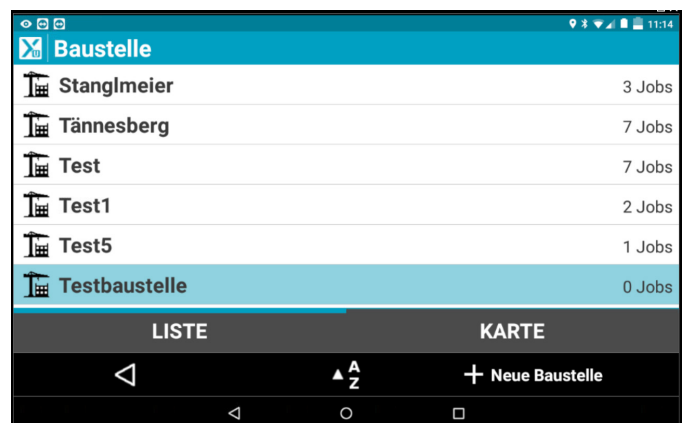 11:14
Baustelle
Stanglmeier 3 Jobs
Tännesberg 7 Jobs
Test 7 Jobs
Test1 2 Jobs
Test5 1 Jobs
Testbaustelle 0 Jobs
LISTE KARTE
A
Z
Neue Baustelle